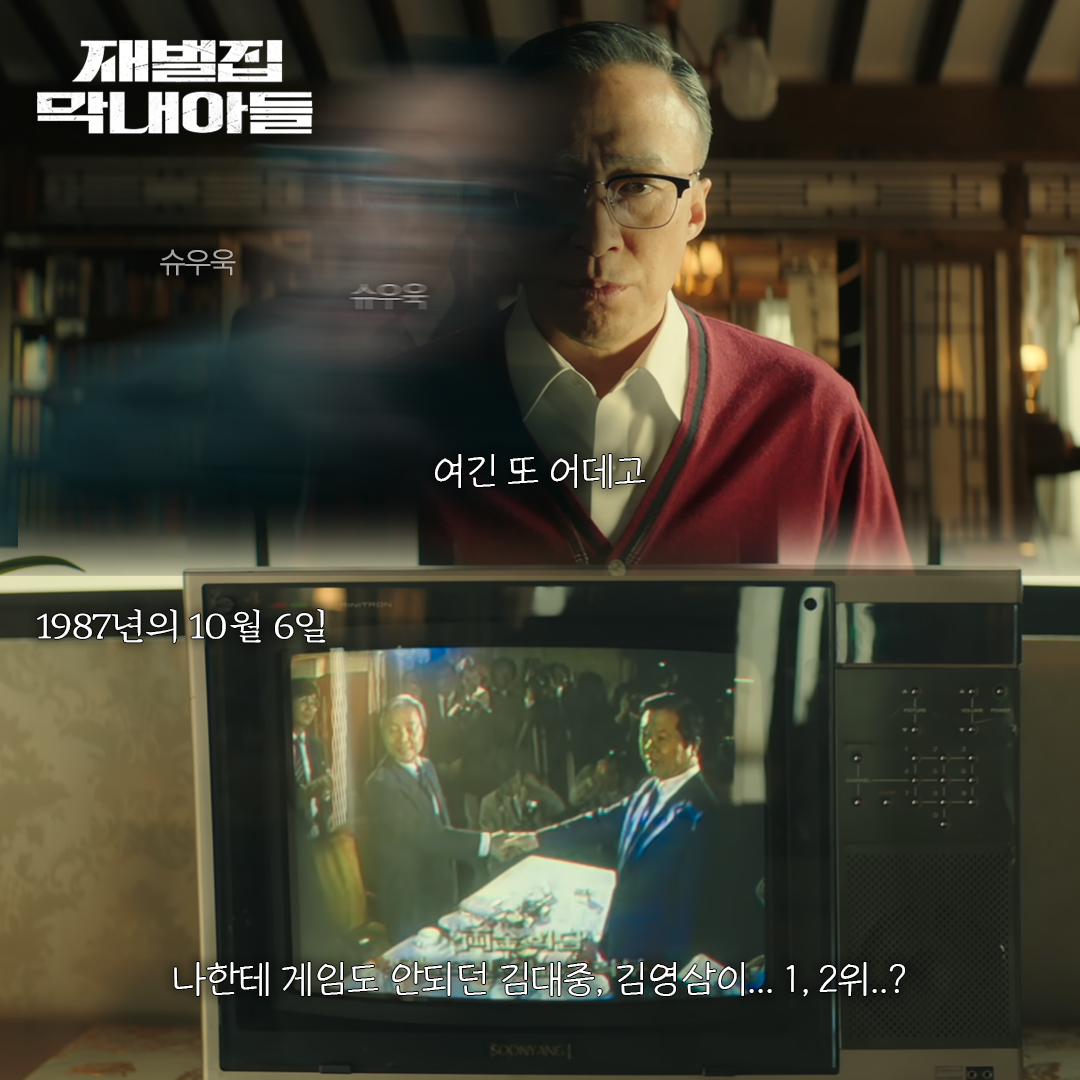 재벌집
막내아들
슈우욱
슈우욱
여긴 또 어데고
1987년의 10월 6일
나한테 게임도 안되던 김대중, 김영삼이... 1, 2위..?
SOONYANG